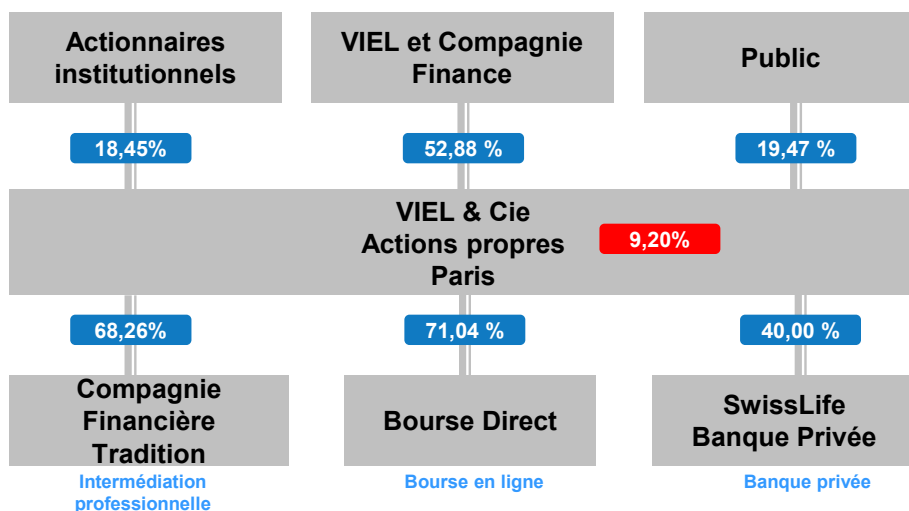 Actionnaires
institutionnels
VIEL et Compagnie
Finance
Public
18,45%
52,88 %
19,47 %
VIEL & Cie
Actions propres
Paris
9,20%
68,26%
71,04 %
40,00 %
Compagnie
Financière
Tradition
Bourse Direct
SwissLife
Banque Privée
Intermédiation
professionnelle
Bourse en ligne
Banque privée